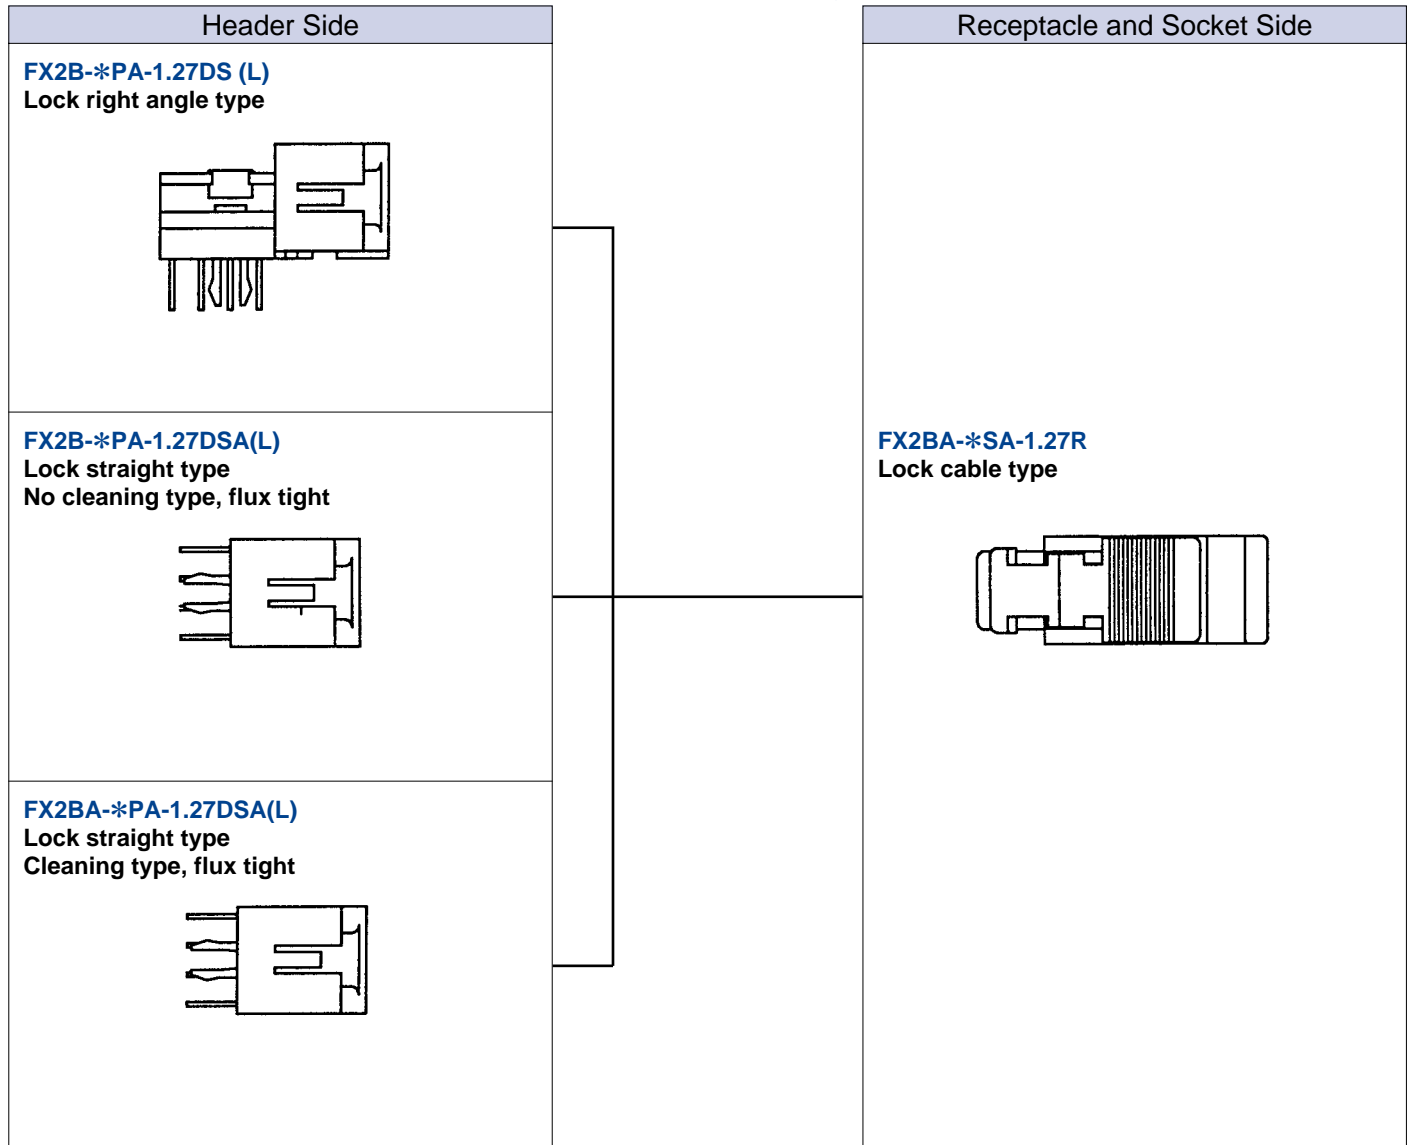 Header Side
FX2B-*PA-1.27DS (L)
Lock right angle type
FX2B-*PA-1.27DSA(L)
Lock straight type
No cleaning type, flux tight
FX2BA-*PA-1.27DSA(L)
Lock straight type
Cleaning type, flux tight
Receptacle and Socket Side
FX2BA-*SA-1.27R
Lock cable type